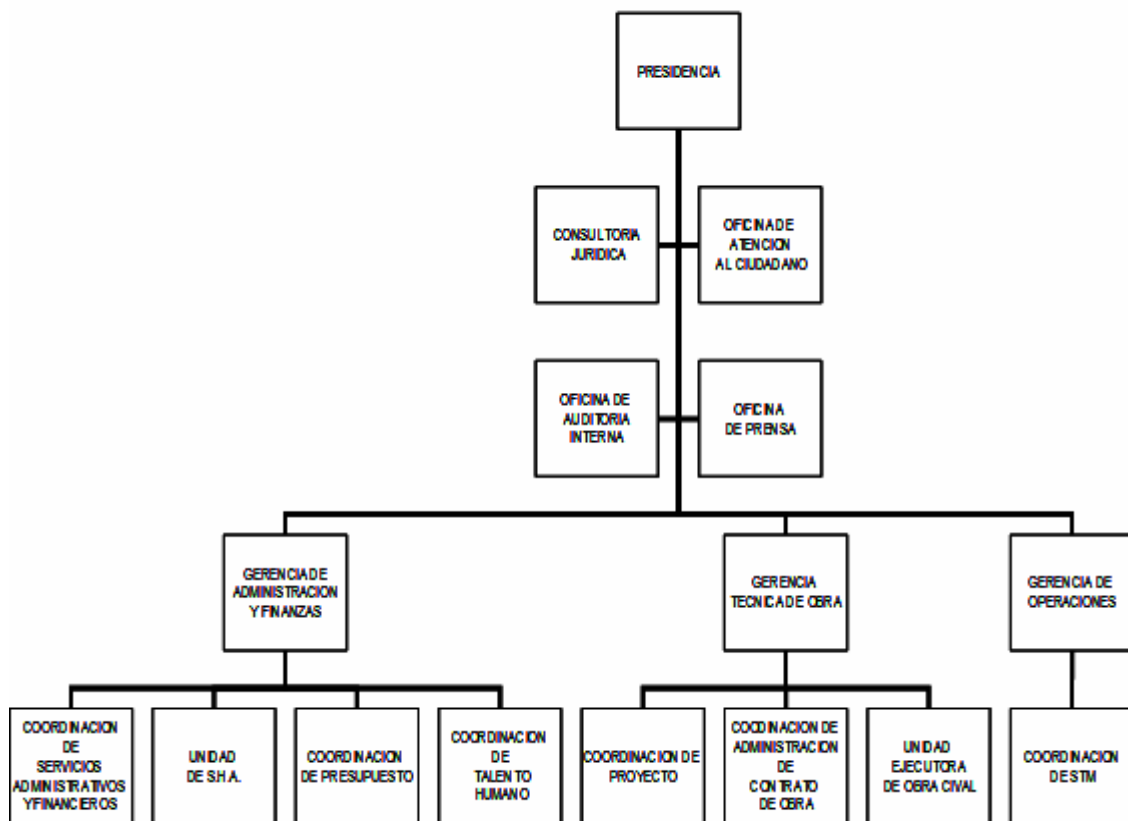 PRESIDENCIA
CONSULTORIA
JURIDICA
OFICINA DE
ATENCION
AL CIUDADANO
OFICINA DE
AUDITORIA
INTERNA
OFICINA
DE PRENSA
GERENCIA DE
ADMINISTRACION
Y FINANZAS
GERENCIA
TECNICA DE OBRA
GERENCIA DE
OPERACIONES
COORDINACION
DE
SERVICIOS
ADMINISTRATIVOS
Y FINANCIEROS
UNIDAD
DE S.H.A.
COORDINACION
DE PRESUPUESTO
COORDINACION
DE
TALENTO
HUMANO
COORDINACION DE
PROYECTO
COODINACION DE
ADMINISTRACION
DE
CONTRATO
DE OBRA
UNIDAD
EJECUTORA
DE OBRA CIVAL
COORDINACION
DE STM